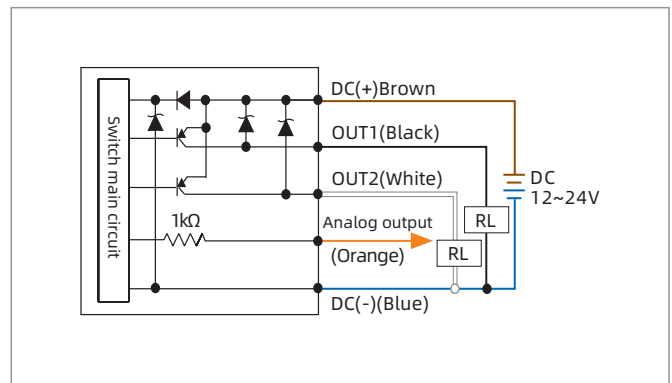 DC(+)Brown
OUT1(Black)
Switch main circuit
OUT2(White)
DC
12~24V
1kΩ
Analog output
(Orange)
RL
RL
DC(-)(Blue)